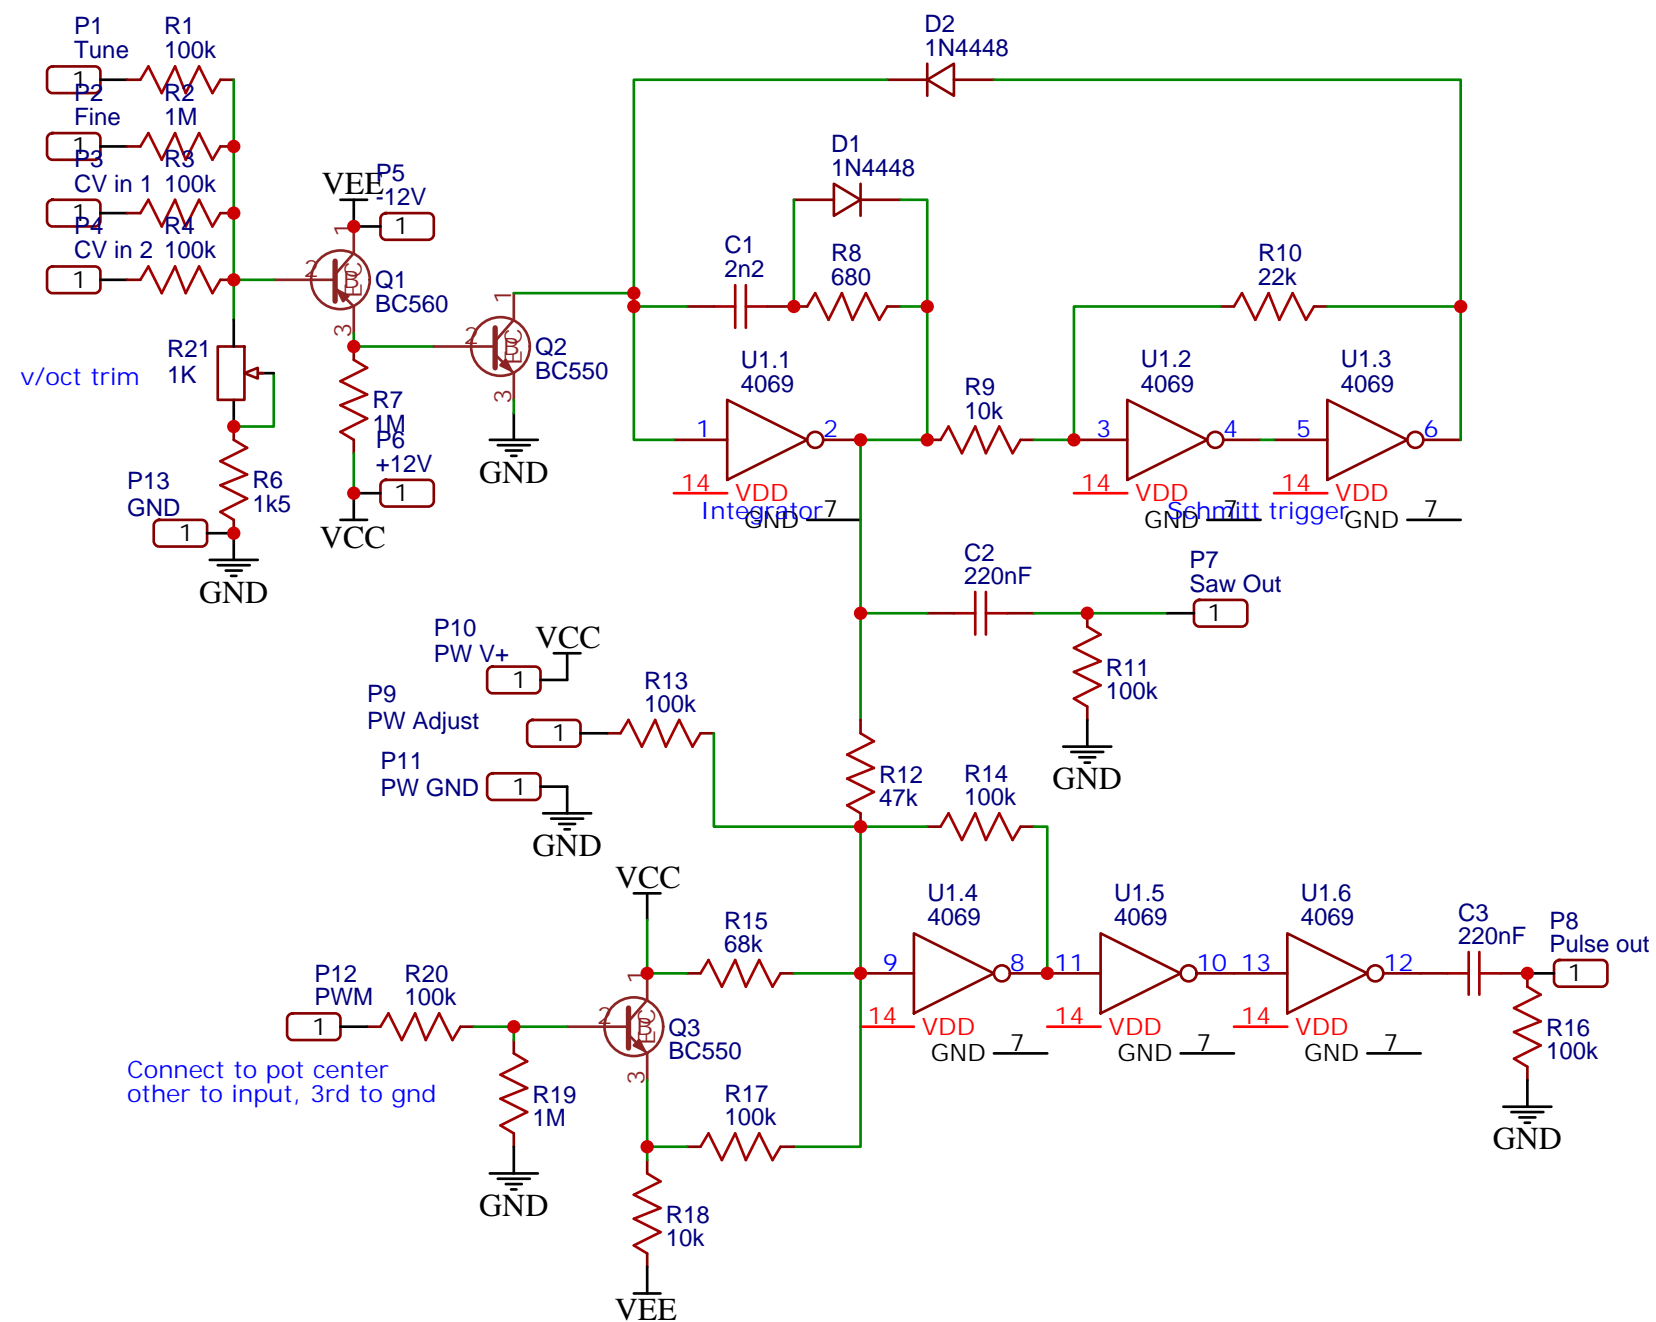 P1
Tune
1
R1
100k
P2
Fine
1
R2
1M
P3
CV in 1
1
R3
100k
P4
CV in 2
1
R4
100k
VEE
P5
-12V
1
1
2
3
C
B
E
Q1
BC560
R21
1K
v/oct trim
R6
1k5
P13
GND
1
GND
R7
1M
P6
+12V
1
VCC
1
2
3
C
B
E
Q2
BC550
GND
D2
1N4448
D1
1N4448
C1
2n2
R8
680
R10
22k
U1.1
4069
1
2
14
VDD
GND
7
Integrator
R9
10k
U1.2
4069
3
4
14
VDD
GND
7
Schmitt trigger
U1.3
4069
5
6
14
VDD
GND
7
C2
220nF
P7
Saw Out
1
R11
100k
GND
P10
PW V+
1
VCC
P9
PW Adjust
1
R13
100k
P11
PW GND
1
GND
R12
47k
R14
100k
VCC
R15
68k
P12
PWM
1
R20
100k
Connect to pot center
other to input, 3rd to gnd
R19
1M
GND
1
2
3
C
B
E
Q3
BC550
R17
100k
R18
10k
VEE
U1.4
4069
9
8
14
VDD
GND
7
U1.5
4069
11
10
14
VDD
GND
7
U1.6
4069
13
12
14
VDD
GND
7
C3
220nF
P8
Pulse out
1
R16
100k
GND